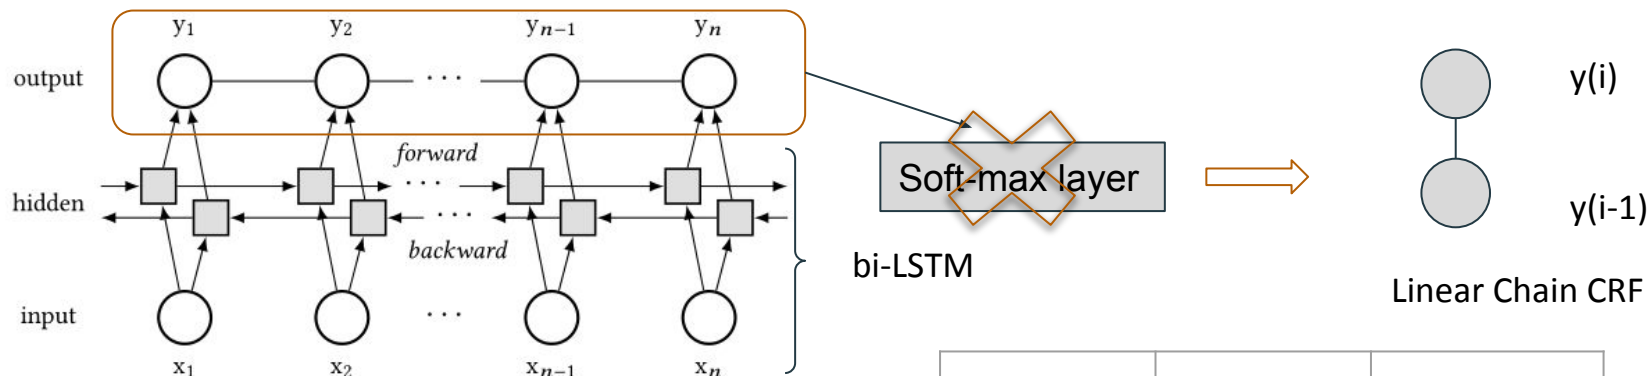 y₁ y₂ yₙ₋₁ yₙ
output · · · y(i)
forward
· · · Soft-max layer
hidden
· · · y(i-1)
backward
bi-LSTM
Linear Chain CRF
input · · ·
x₁ x₂ xₙ₋₁ xₙ